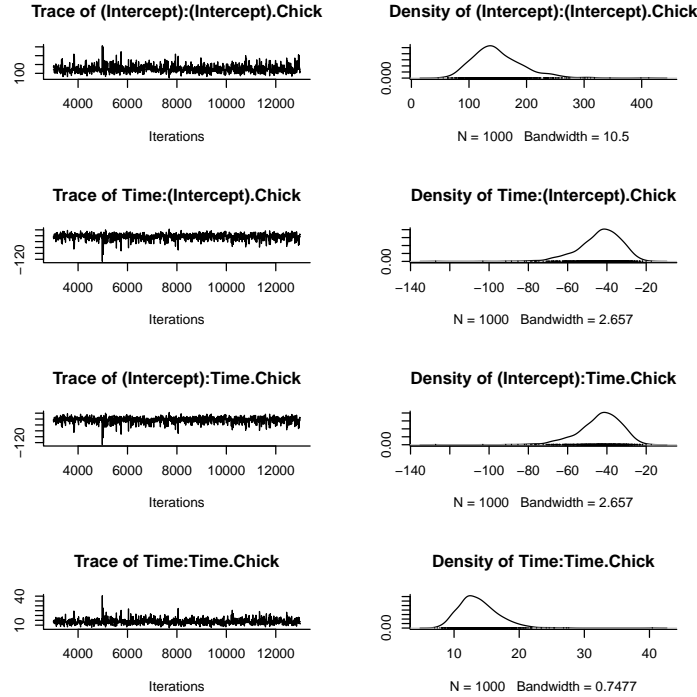 Trace of (Intercept):(Intercept).Chick
Density of (Intercept):(Intercept).Chick
100
4000 6000 8000 10000 12000
Iterations
0.000
0 100 200 300 400
N = 1000 Bandwidth = 10.5
Trace of Time:(Intercept).Chick
Density of Time:(Intercept).Chick
−120
4000 6000 8000 10000 12000
Iterations
0.00
−140 −100 −80 −60 −40 −20
N = 1000 Bandwidth = 2.657
Trace of (Intercept):Time.Chick
Density of (Intercept):Time.Chick
−120
4000 6000 8000 10000 12000
Iterations
0.00
−140 −100 −80 −60 −40 −20
N = 1000 Bandwidth = 2.657
Trace of Time:Time.Chick
Density of Time:Time.Chick
10 40
4000 6000 8000 10000 12000
Iterations
0.00
10 20 30 40
N = 1000 Bandwidth = 0.7477